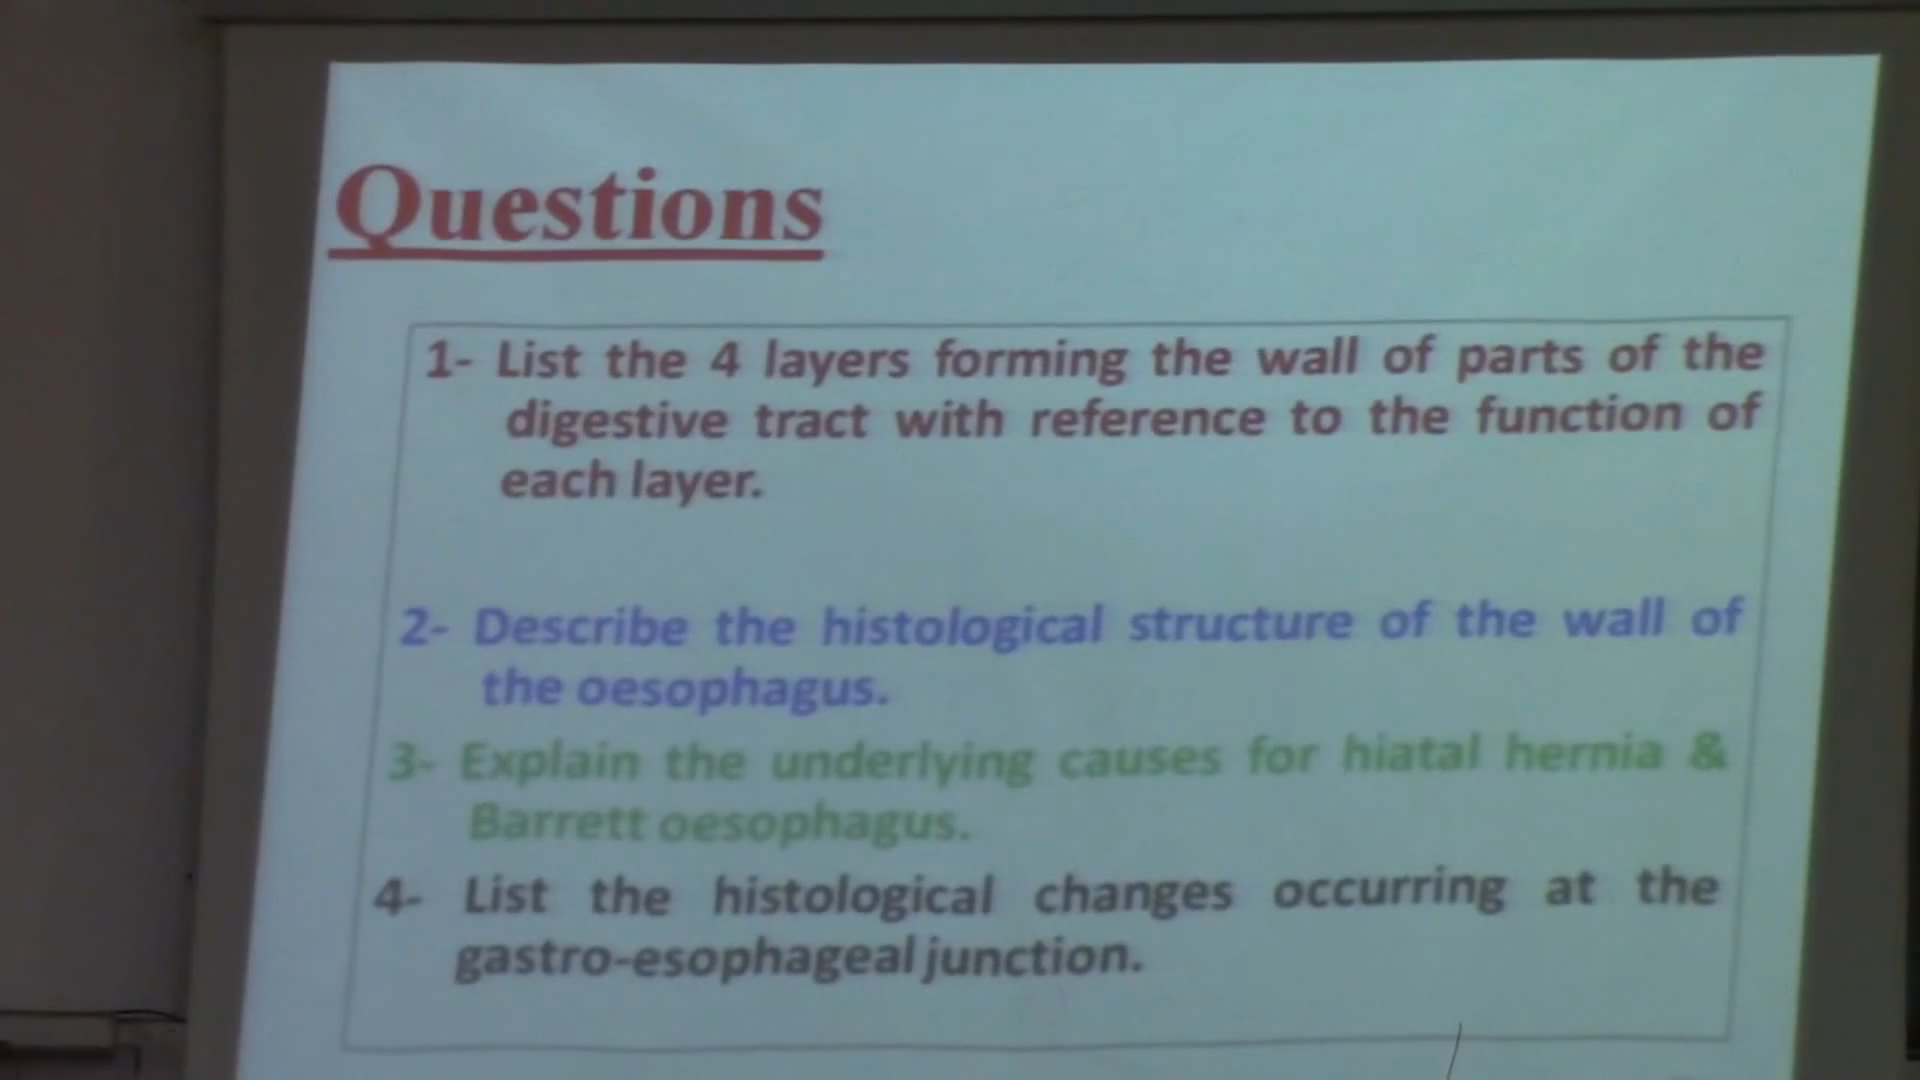 Questions
1- List the 4 layers forming the wall of parts of the
digestive tract with reference to the function of
each layer.
2- Describe the histological structure of the wall of
the oesophagus.
3- Explain the underlying causes for hiatal hernia &
Barrett oesophagus.
4- List the histological changes occurring at the
gastro-esophageal junction.